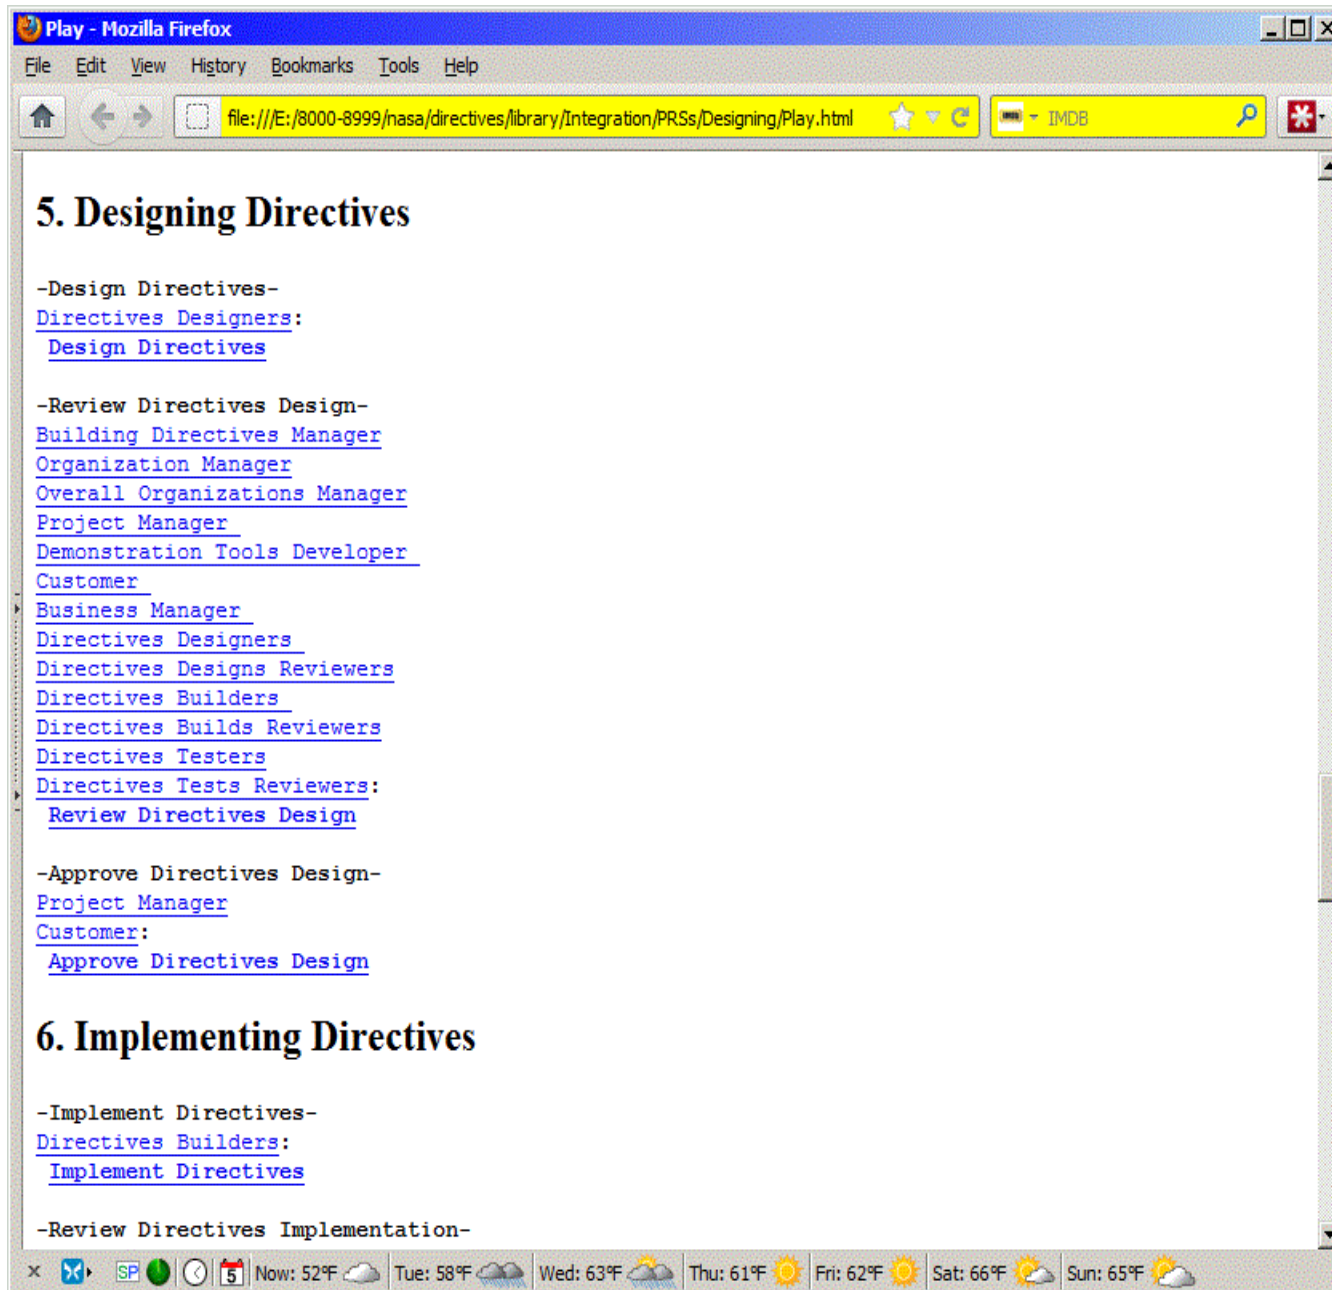 Play - Mozilla Firefox
File Edit View History Bookmarks Tools Help
file:///E:/8000-8999/nasa/directives/library/Integration/PRSs/Designing/Play.html IMDB
5. Designing Directives
-Design Directives-
Directives Designers:
Design Directives
-Review Directives Design-
Building Directives Manager
Organization Manager
Overall Organizations Manager
Project Manager
Demonstration Tools Developer
Customer
Business Manager
Directives Designers
Directives Designs Reviewers
Directives Builders
Directives Builds Reviewers
Directives Testers
Directives Tests Reviewers:
Review Directives Design
-Approve Directives Design-
Project Manager
Customer:
Approve Directives Design
6. Implementing Directives
-Implement Directives-
Directives Builders:
Implement Directives
-Review Directives Implementation-
SP 5 Now: 52°F Tue: 58°F Wed: 63°F Thu: 61°F Fri: 62°F Sat: 66°F Sun: 65°F